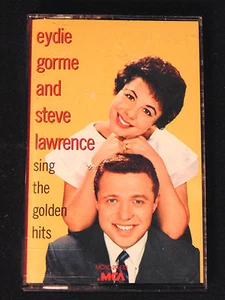 eydie
gorme
and
steve
lawrence
sing
the
golden
hits
MCA